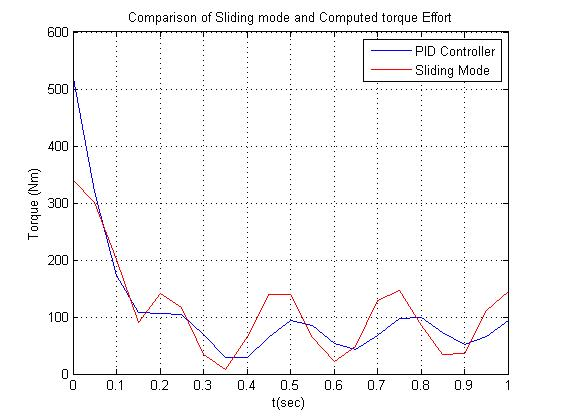 Comparison of Sliding mode and Computed torque Effort
PID Controller
Sliding Mode
Torque (Nm)
600
500
400
300
200
100
0
0 0.1 0.2 0.3 0.4 0.5 0.6 0.7 0.8 0.9 1
t(sec)